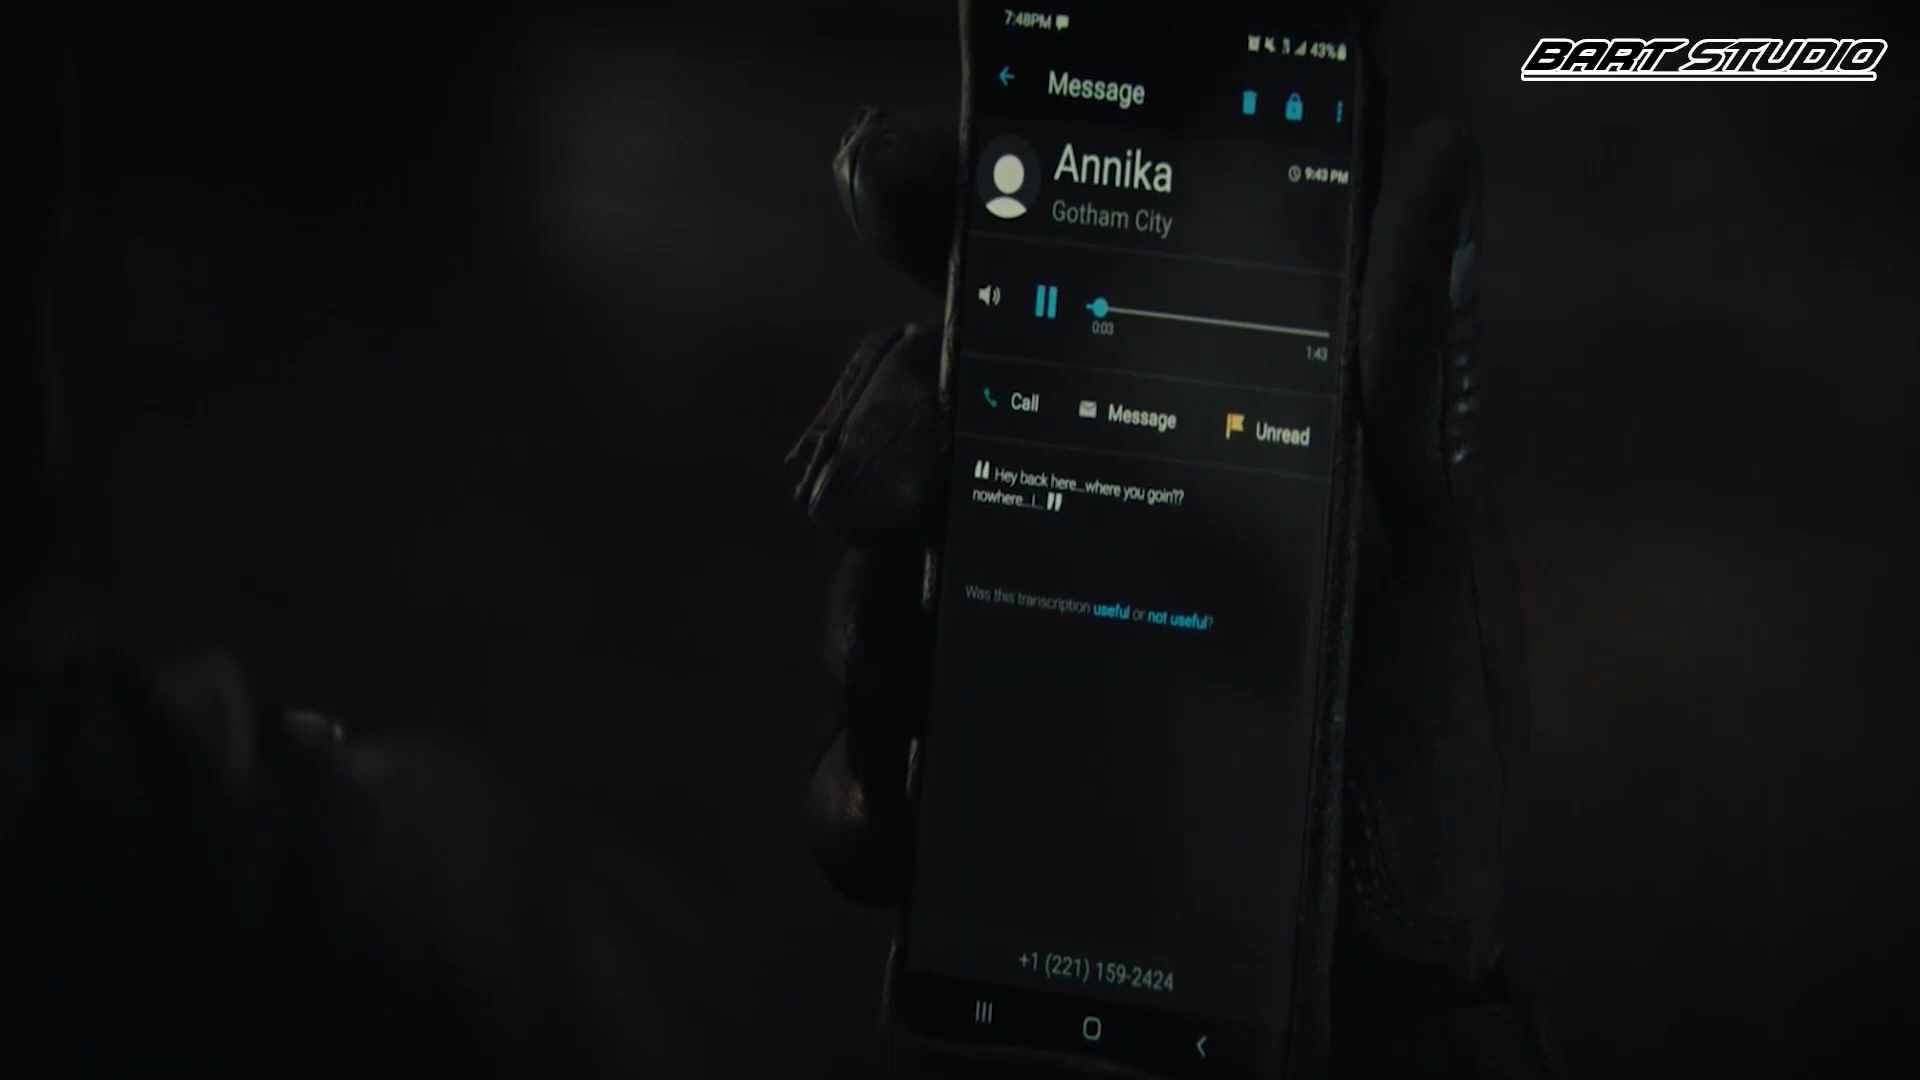 BART STUDIO
7:48PM
43%
Message
Annika
9:43 PM
Gotham City
0:03
1:43
Call
Message
Unread
" Hey back here...where you goin'?
nowhere...i... "
Was this transcription useful or not useful?
+1 (221) 159-2424